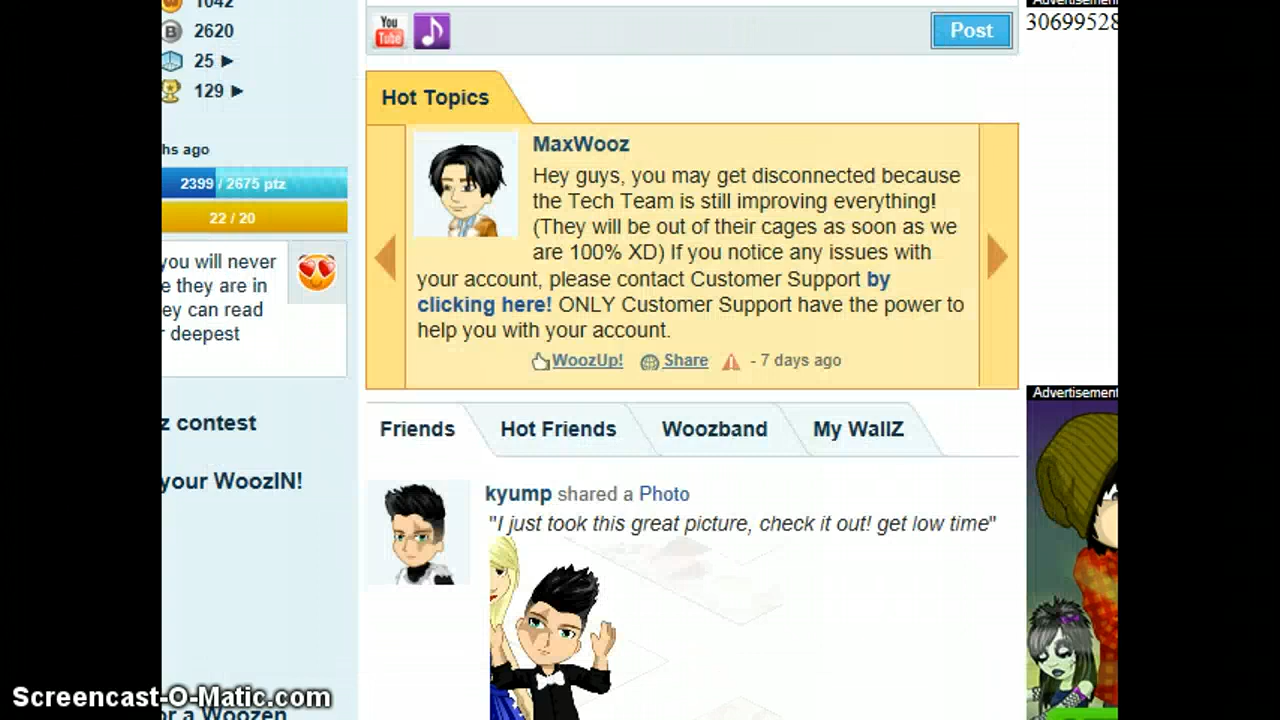 1042
2620
25
129
hs ago
2399 / 2675 ptz
22 / 20
you will never
e they are in
ey can read
deepest
z contest
your WoozIN!
or a Woozen
You
Tube
Post
Hot Topics
MaxWooz
Hey guys, you may get disconnected because
the Tech Team is still improving everything!
(They will be out of their cages as soon as we
are 100% XD) If you notice any issues with
your account, please contact Customer Support by
clicking here! ONLY Customer Support have the power to
help you with your account.
WoozUp! Share - 7 days ago
Friends Hot Friends Woozband My WallZ
kyump shared a Photo
"I just took this great picture, check it out! get low time"
Advertisement
30699528
Advertisement
Screencast-O-Matic.com